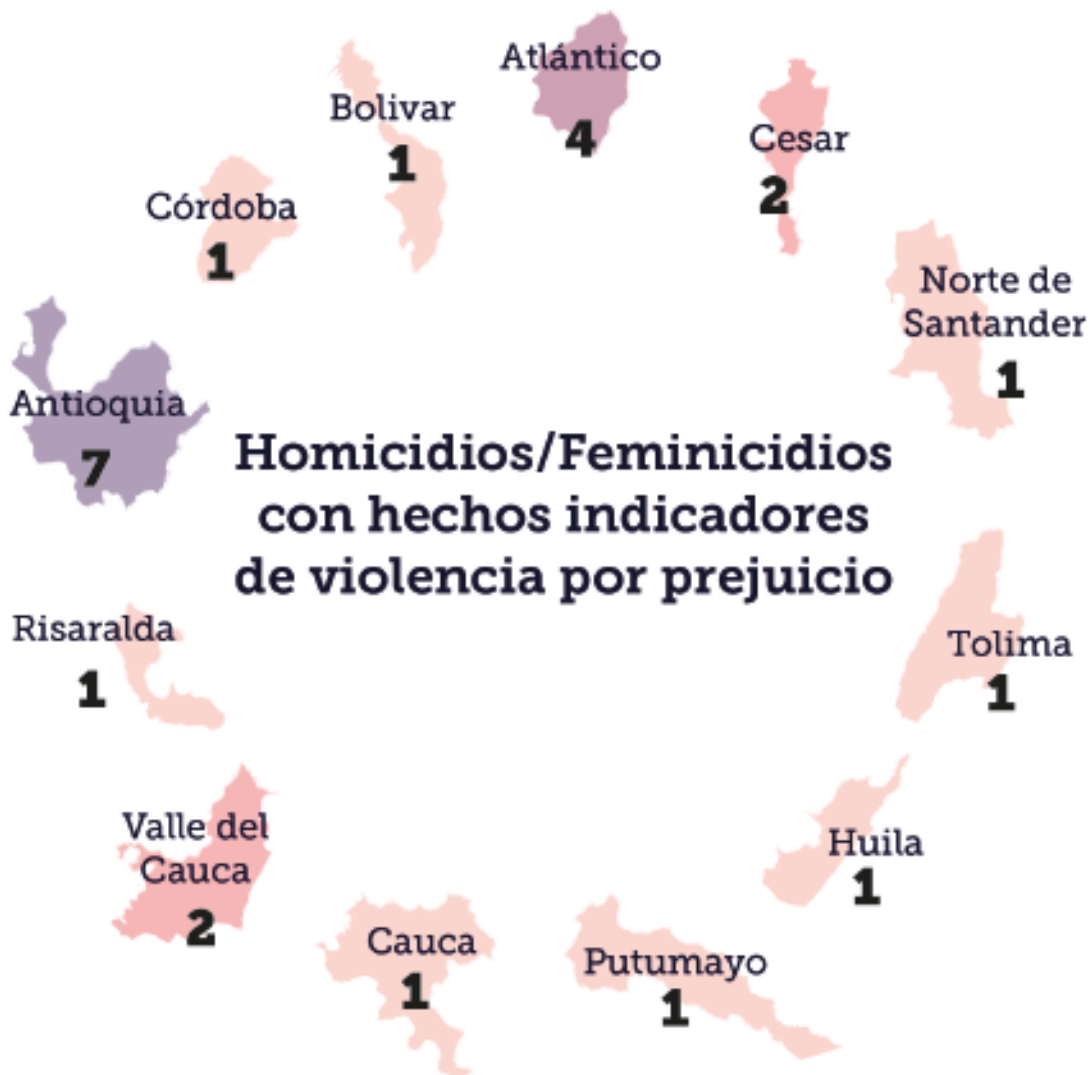 Atlántico
4
Bolivar
1
Cesar
2
Córdoba
1
Norte de
Santander
1
Antioquia
7
Homicidios/Feminicidios
con hechos indicadores
de violencia por prejuicio
Risaralda
1
Tolima
1
Valle del
Cauca
2
Huila
1
Cauca
1
Putumayo
1